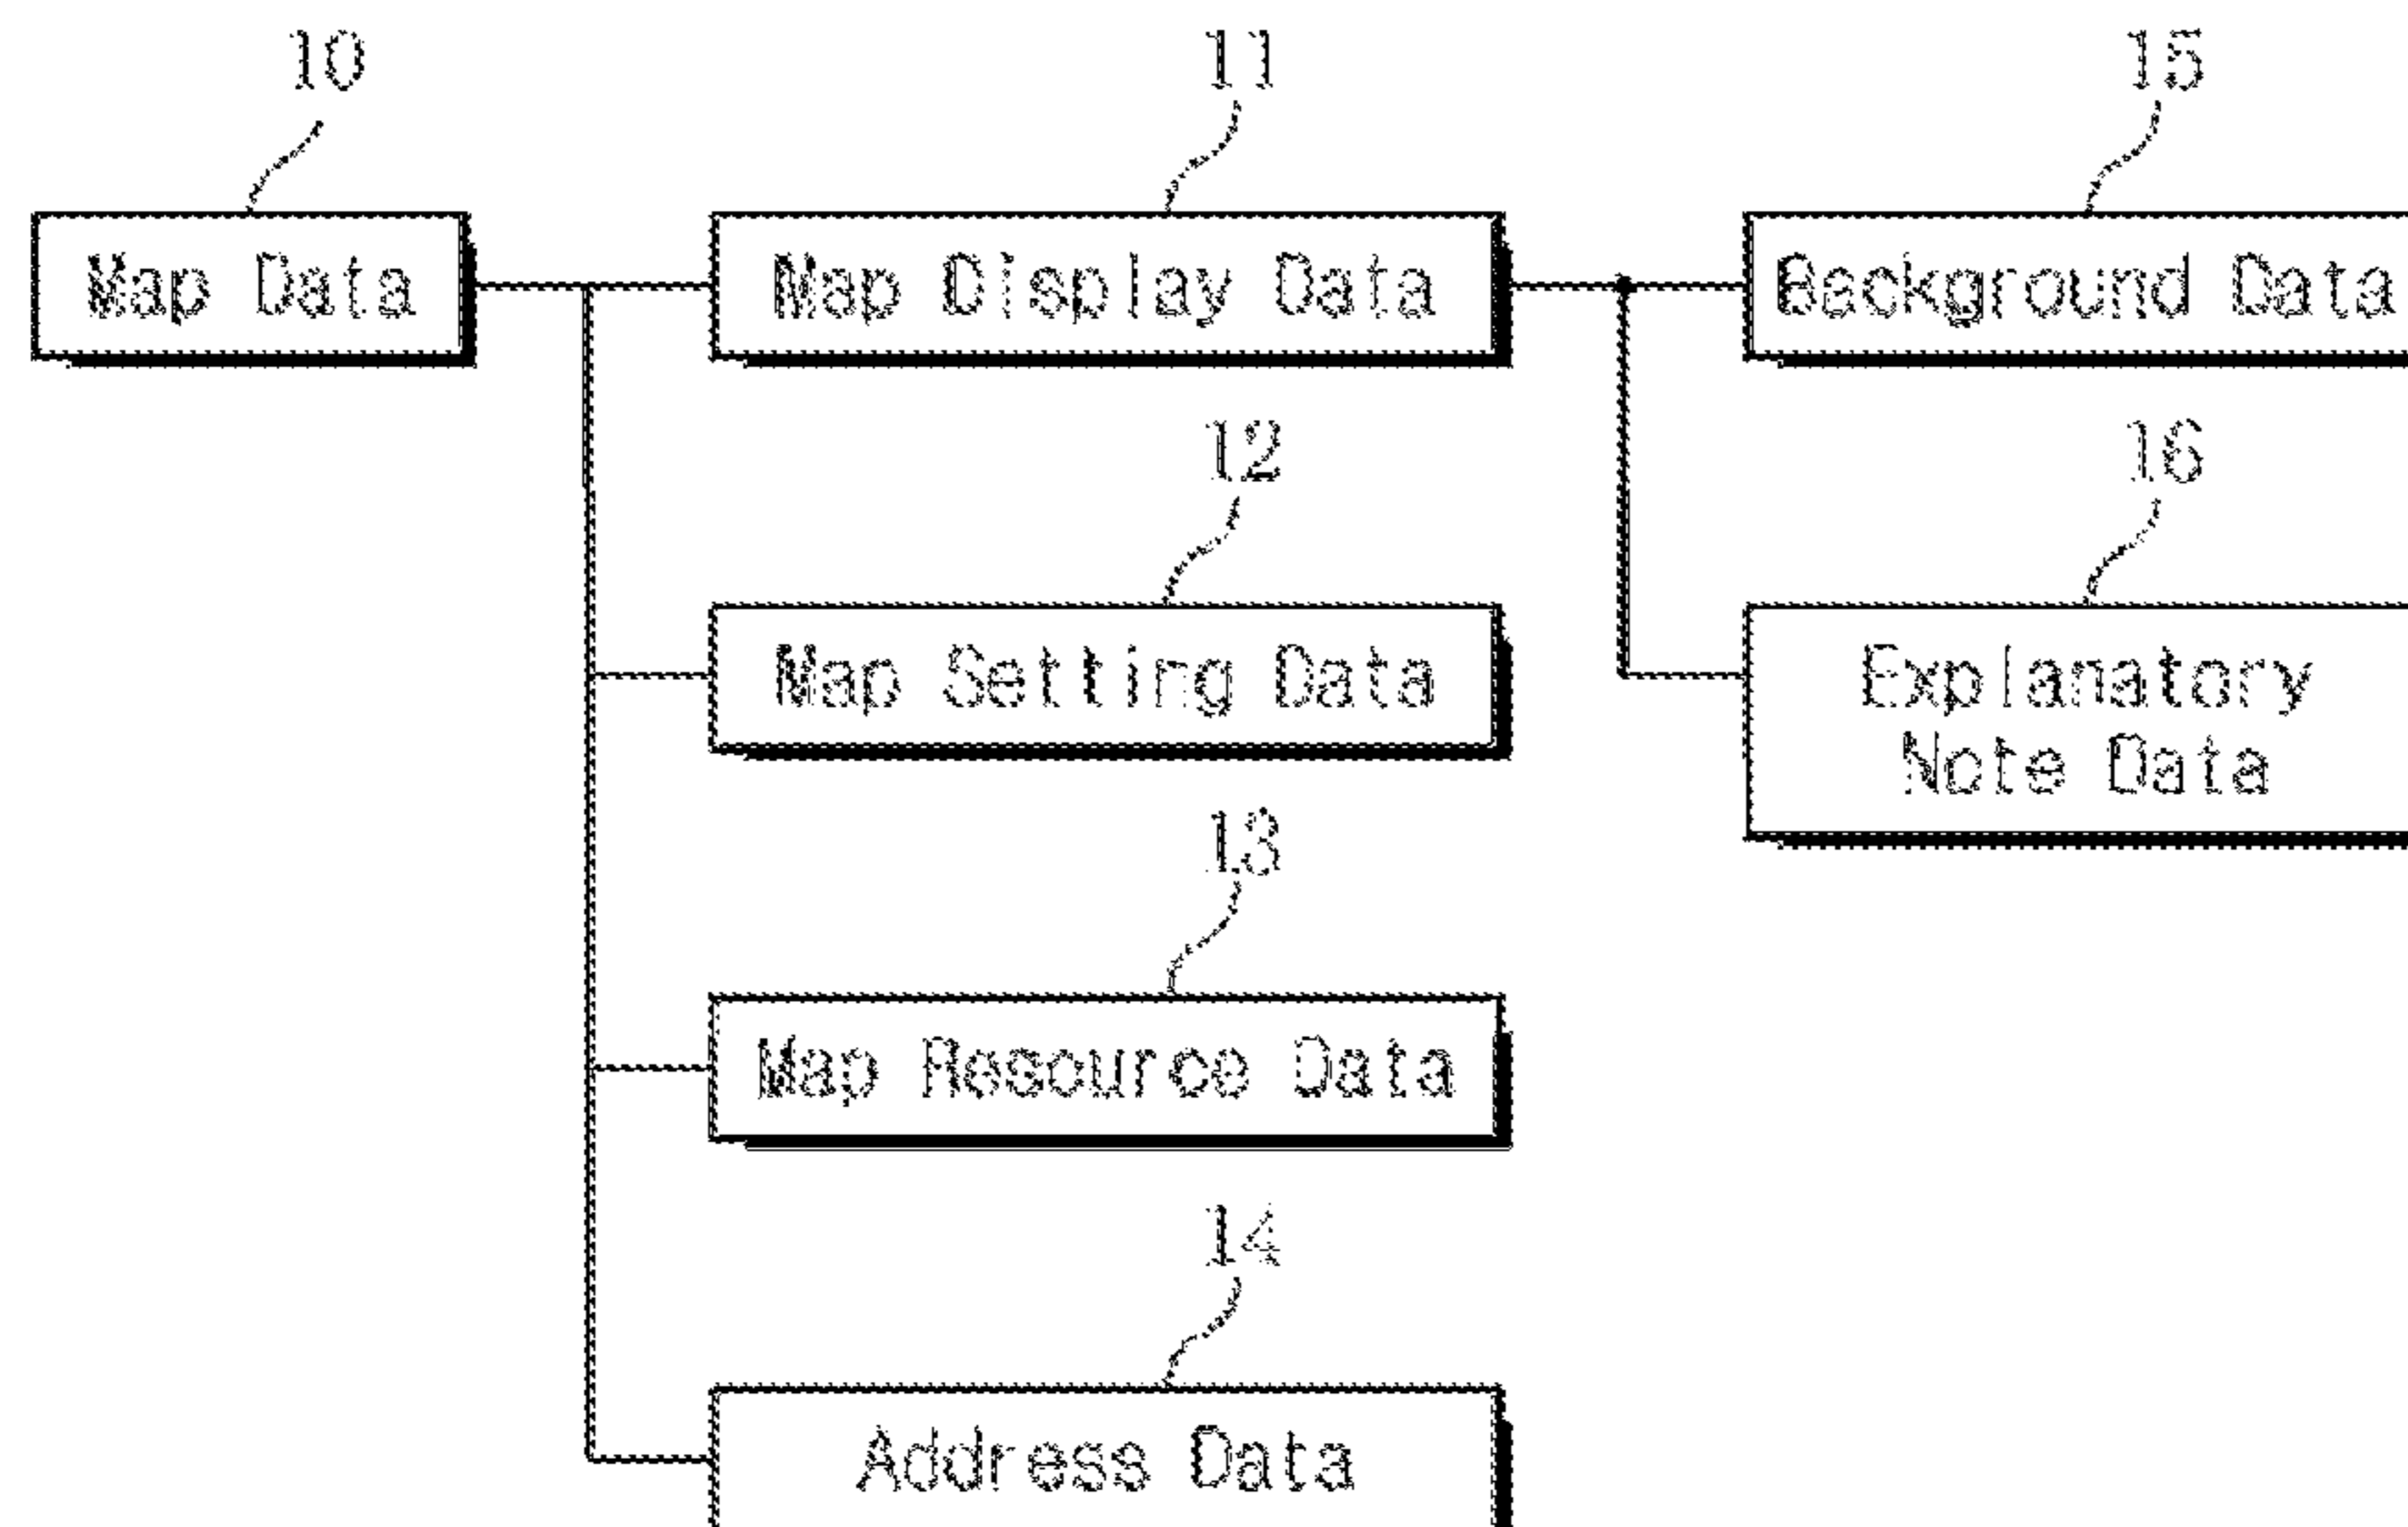 10
11
15
Map Data
Map Display Data
Background Data
12
16
Map Setting Data
Explanatory
Note Data
13
Map Resource Data
14
Address Data